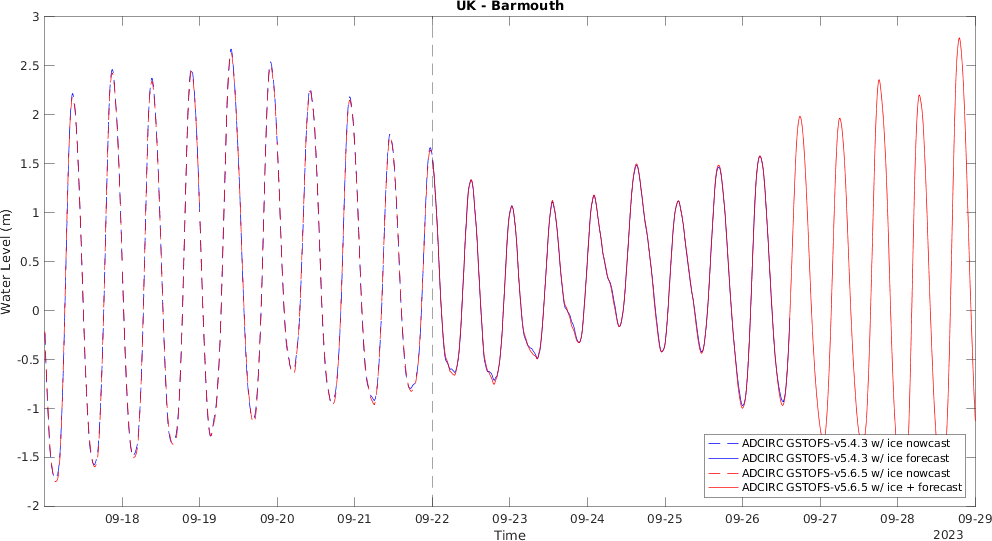 UK - Barmouth
3
2.5
2
1.5
1
0.5
0
-0.5
-1
-1.5
-2
Water Level (m)
09-18 09-19 09-20 09-21 09-22 09-23 09-24 09-25 09-26 09-27 09-28 09-29
Time
2023
ADCIRC GSTOFS-v5.4.3 w/ ice nowcast
ADCIRC GSTOFS-v5.4.3 w/ ice forecast
ADCIRC GSTOFS-v5.6.5 w/ ice nowcast
ADCIRC GSTOFS-v5.6.5 w/ ice + forecast